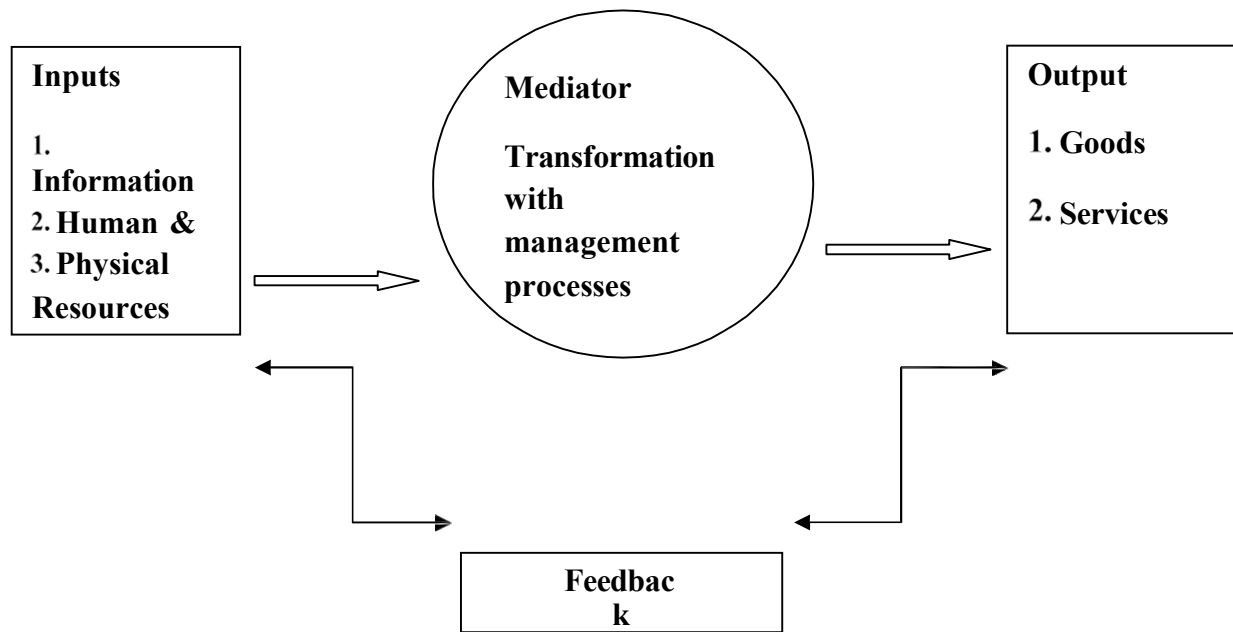 Inputs
1.
Information
2. Human &
3. Physical
Resources
Mediator
Transformation
with
management
processes
Output
1. Goods
2. Services
Feedbac
k